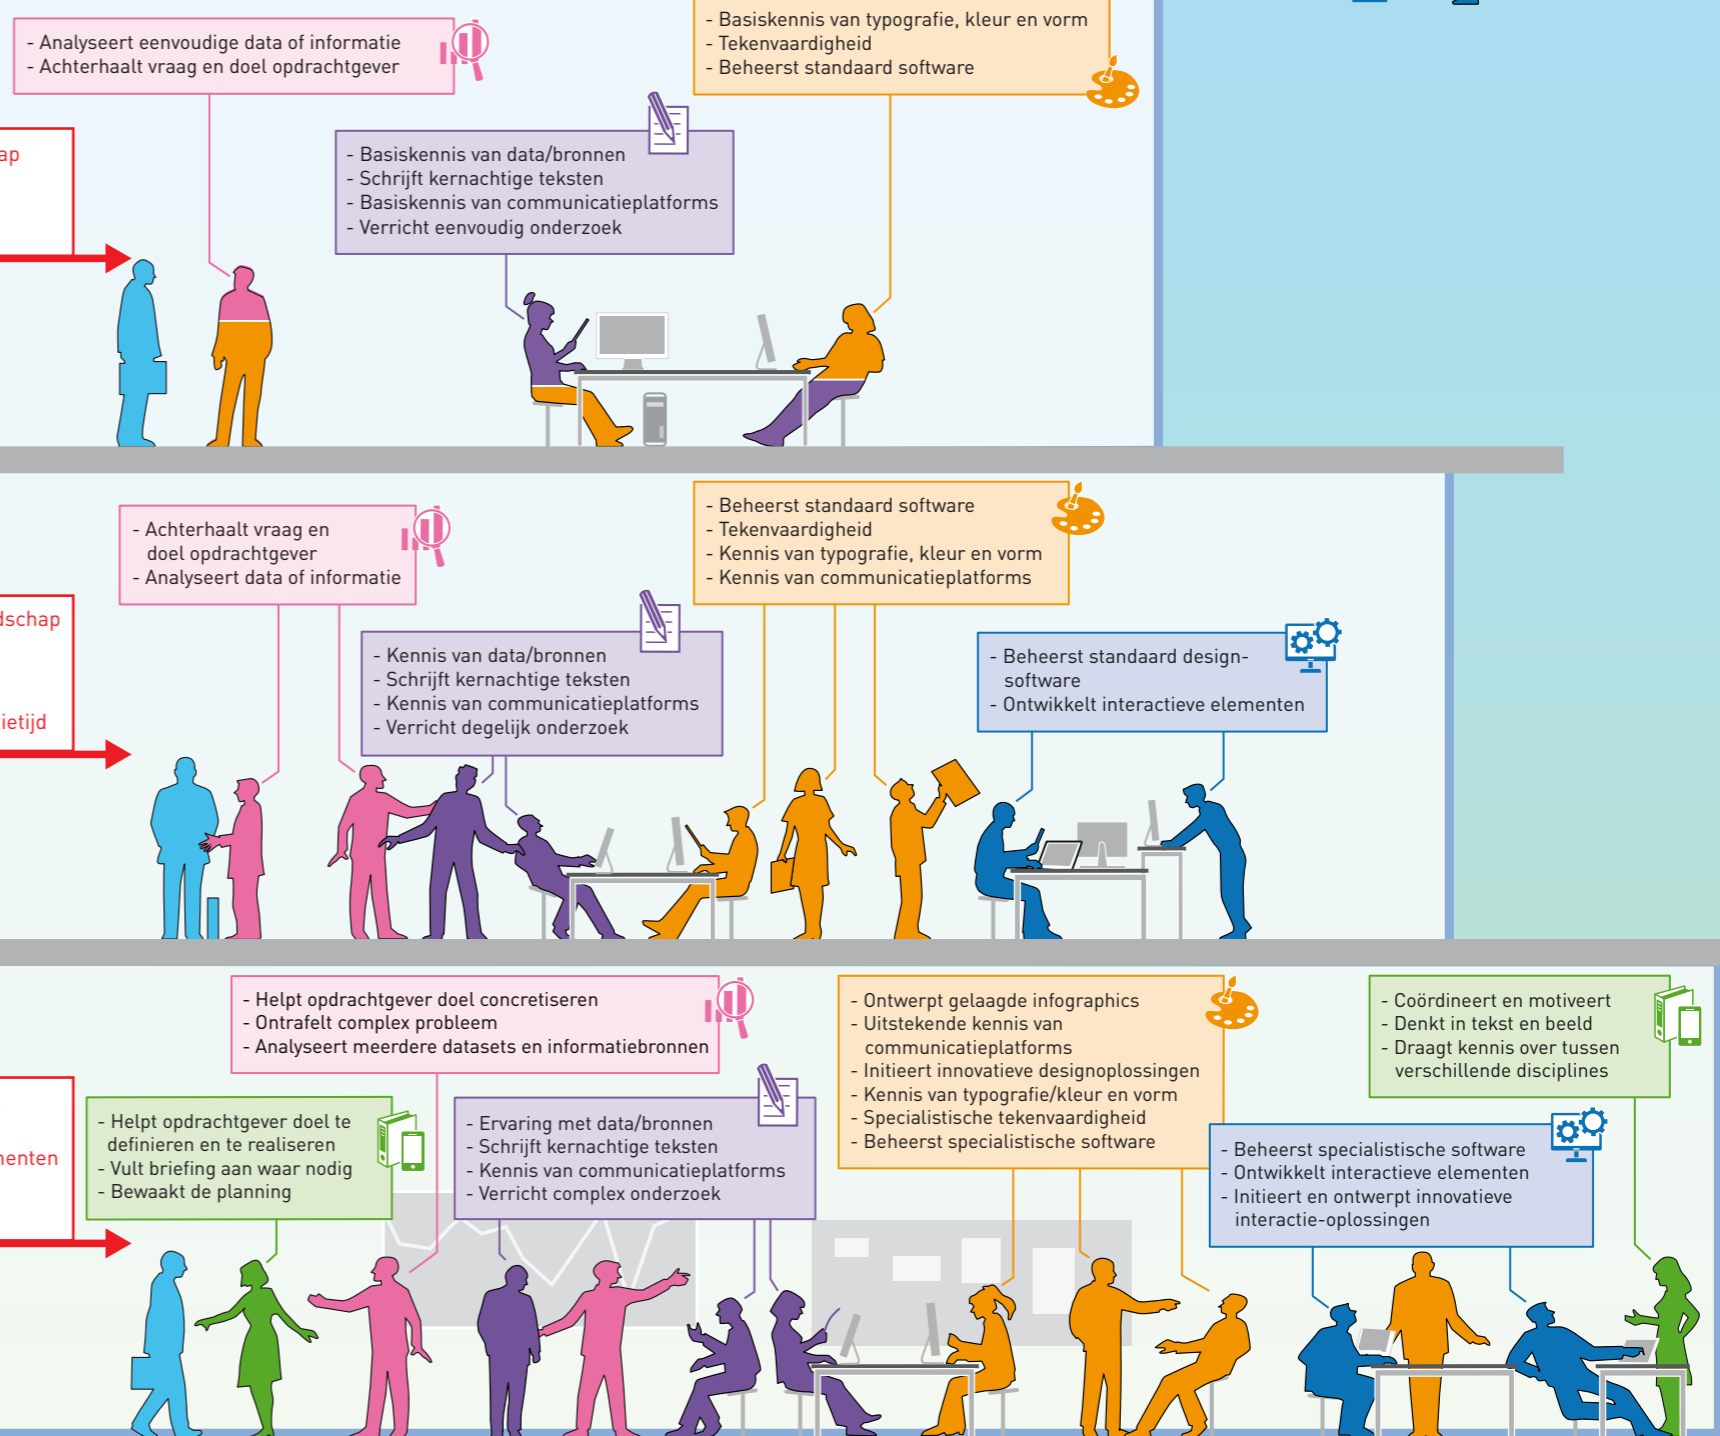 - Analyseert eenvoudige data of informatie
- Achterhaalt vraag en doel opdrachtgever
- Basiskennis van typografie, kleur en vorm
- Tekenvaardigheid
- Beheerst standaard software
- Basiskennis van data/bronnen
- Schrijft kernachtige teksten
- Basiskennis van communicatieplatforms
- Verricht eenvoudig onderzoek
ap
- Achterhaalt vraag en
doel opdrachtgever
- Analyseert data of informatie
- Beheerst standaard software
- Tekenvaardigheid
- Kennis van typografie, kleur en vorm
- Kennis van communicatieplatforms
dschap
ietijd
- Kennis van data/bronnen
- Schrijft kernachtige teksten
- Kennis van communicatieplatforms
- Verricht degelijk onderzoek
- Beheerst standaard design-
software
- Ontwikkelt interactieve elementen
- Helpt opdrachtgever doel concretiseren
- Ontrafelt complex probleem
- Analyseert meerdere datasets en informatiebronnen
- Ontwerpt gelaagde infographics
- Uitstekende kennis van
communicatieplatforms
- Initieert innovatieve designoplossingen
- Kennis van typografie/kleur en vorm
- Specialistische tekenvaardigheid
- Beheerst specialistische software
- Coördineert en motiveert
- Denkt in tekst en beeld
- Draagt kennis over tussen
verschillende disciplines
nenten
- Helpt opdrachtgever doel te
definieren en te realiseren
- Vult briefing aan waar nodig
- Bewaakt de planning
- Ervaring met data/bronnen
- Schrijft kernachtige teksten
- Kennis van communicatieplatforms
- Verricht complex onderzoek
- Beheerst specialistische software
- Ontwikkelt interactieve elementen
- Initieert en ontwerpt innovatieve
interactie-oplossingen